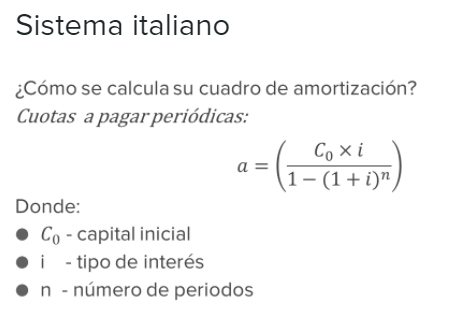 Sistema italiano
¿Cómo se calcula su cuadro de amortización?
Cuotas a pagar periódicas:
a = (C₀ × i / 1 − (1 + i)ⁿ)
Donde:
● C₀ - capital inicial
● i - tipo de interés
● n - número de periodos